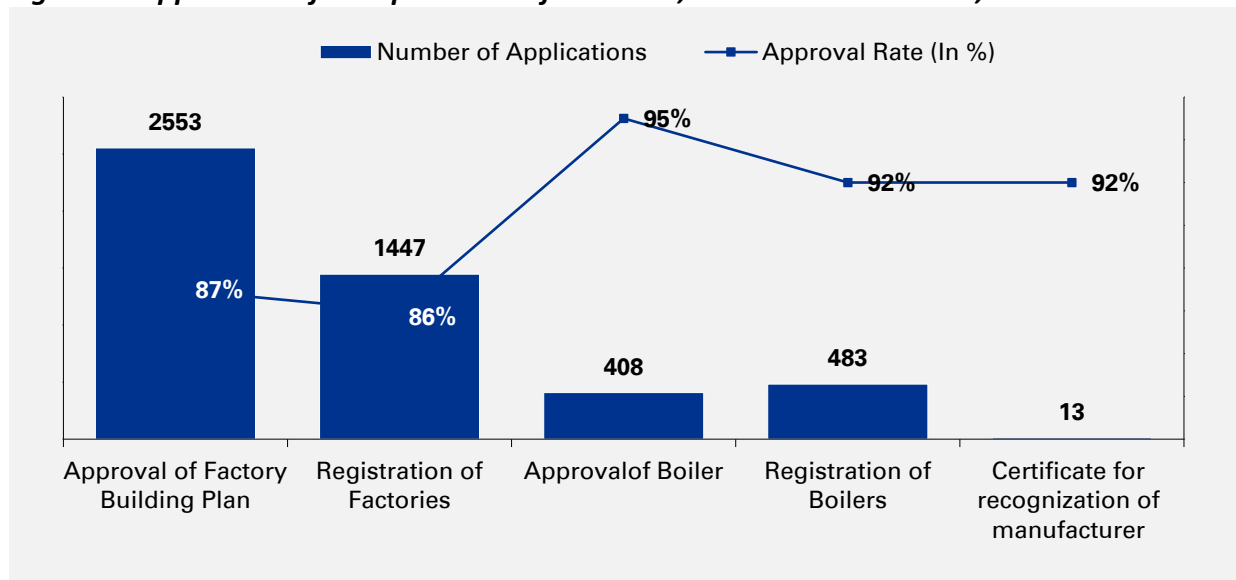 Number of Applications
Approval Rate (In %)
2553
95%
92%
92%
1447
87%
86%
408
483
13
Approval of Factory
Building Plan
Registration of
Factories
Approvalof Boiler
Registration of
Boilers
Certificate for
recognization of
manufacturer